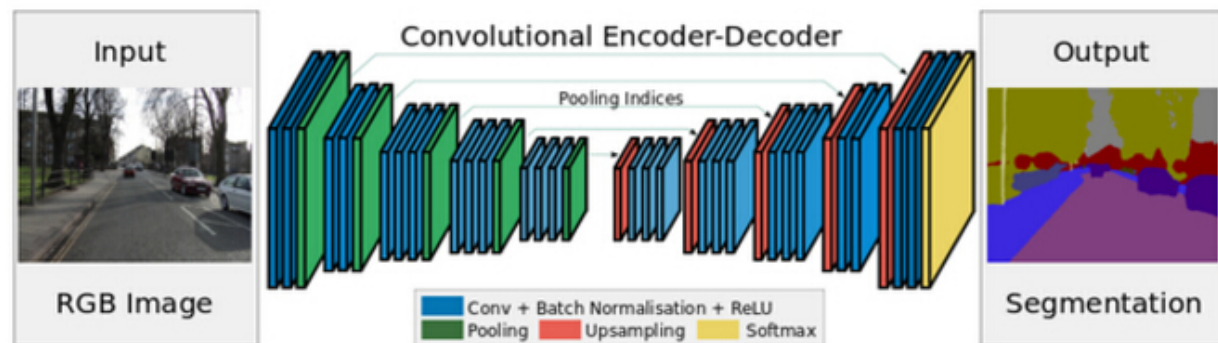 Input
RGB Image
Convolutional Encoder-Decoder
Pooling Indices
Conv + Batch Normalisation + ReLU
Pooling Upsampling Softmax
Output
Segmentation